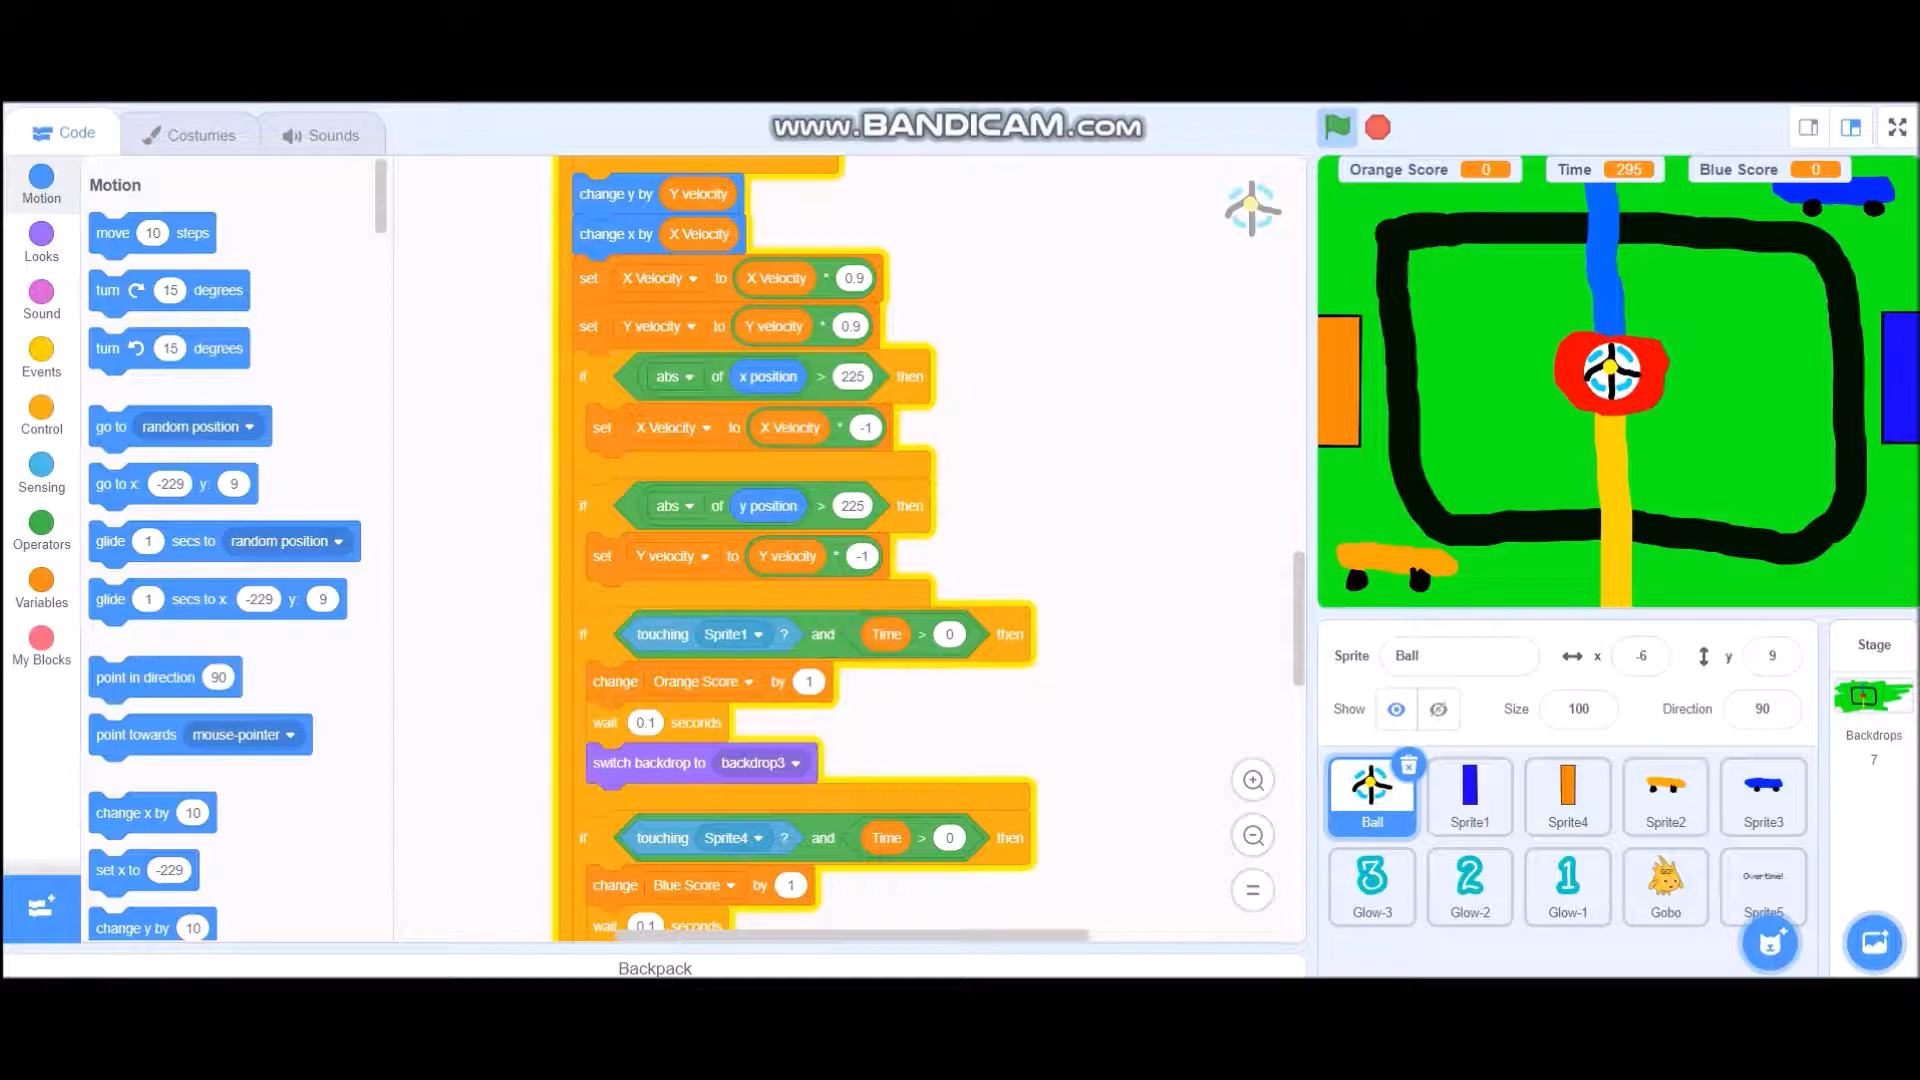 Code
Costumes
Sounds
www.BANDICAM.com
Motion
Looks
Sound
Events
Control
Sensing
Operators
Variables
My Blocks
Motion
move 10 steps
turn 15 degrees
turn 15 degrees
go to random position
go to x: -229 y: 9
glide 1 secs to random position
glide 1 secs to x: -229 y: 9
point in direction 90
point towards mouse-pointer
change x by 10
set x to -229
change y by 10
change y by Y velocity
change x by X Velocity
set X Velocity to X Velocity * 0.9
set Y velocity to Y velocity * 0.9
if abs of x position > 225 then
set X Velocity to X Velocity * -1
if abs of y position > 225 then
set Y velocity to Y velocity * -1
if touching Sprite1 ? and Time > 0 then
change Orange Score by 1
wait 0.1 seconds
switch backdrop to backdrop3
if touching Sprite4 ? and Time > 0 then
change Blue Score by 1
wait 0.1 seconds
Backpack
Orange Score 0
Time 295
Blue Score 0
Sprite Ball x -6 y 9
Show Size 100 Direction 90
Ball
Sprite1
Sprite4
Sprite2
Sprite3
Glow-3
Glow-2
Glow-1
Gobo
Overtime!
Sprite5
Stage
Backdrops
7